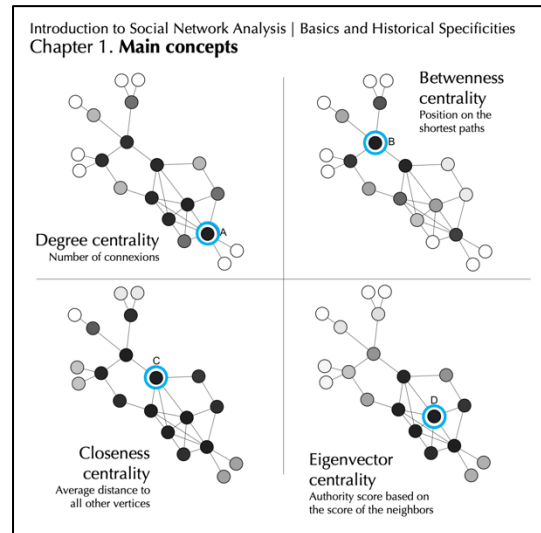 Introduction to Social Network Analysis | Basics and Historical Specificities
Chapter 1. Main concepts
A
Degree centrality
Number of connexions
Betwenness
centrality
Position on the
shortest paths
B
C
Closeness
centrality
Average distance to
all other vertices
D
Eigenvector
centrality
Authority score based on
the score of the neighbors